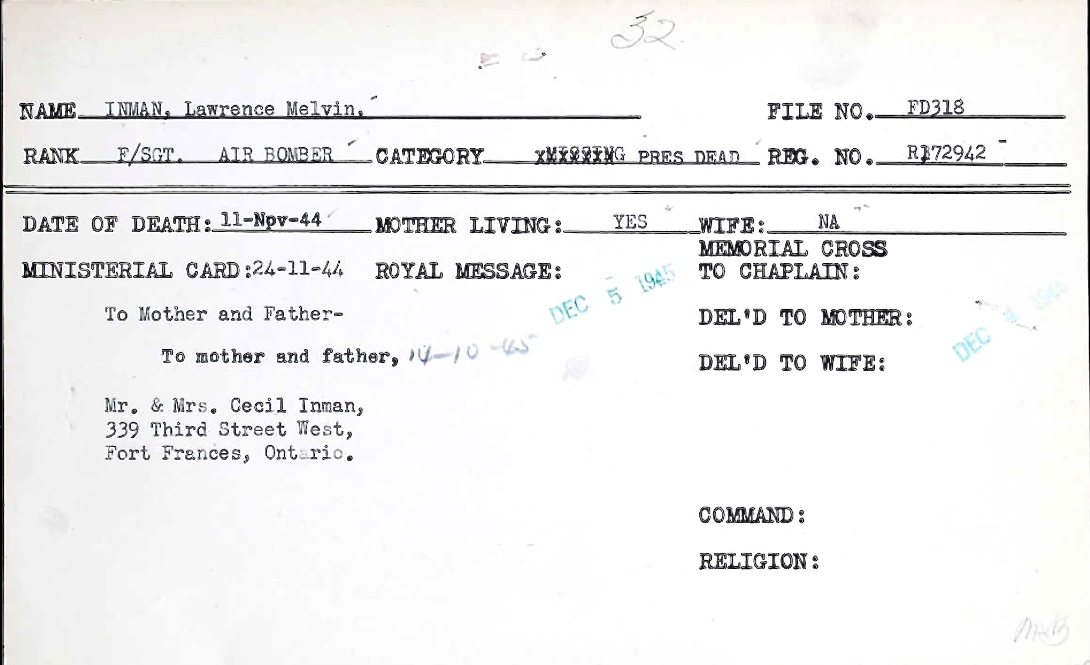 32
NAME INMAN, Lawrence Melvin. FILE NO. FD318
RANK F/SGT. AIR BOMBER CATEGORY xMISSING PRES DEAD REG. NO. R172942
DATE OF DEATH: 11-Npv-44 MOTHER LIVING: YES WIFE: NA
MEMORIAL CROSS
MINISTERIAL CARD:24-11-44 ROYAL MESSAGE: DEC 5 1945 TO CHAPLAIN:
To Mother and Father- DEL'D TO MOTHER: DEC
To mother and father, 14-10-45 DEL'D TO WIFE:
Mr. & Mrs. Cecil Inman,
339 Third Street West,
Fort Frances, Ontario.
COMMAND:
RELIGION: